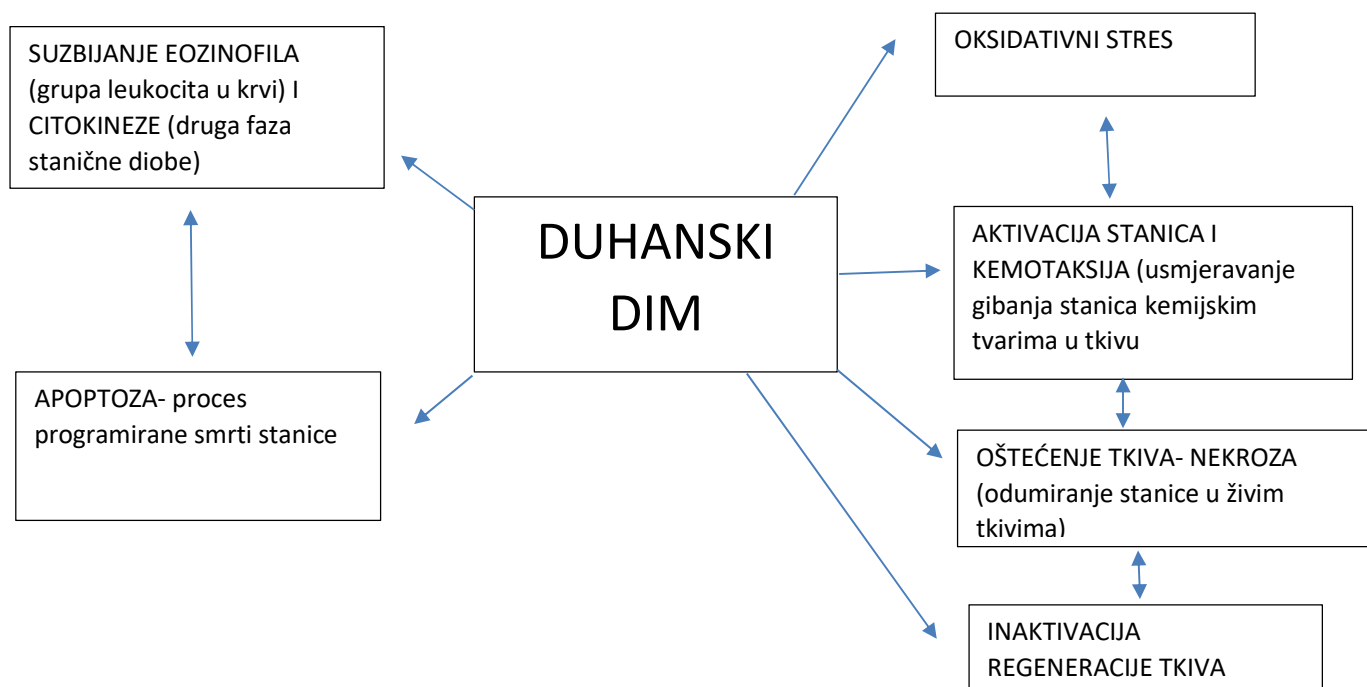 SUZBIJANJE EOZINOFILA
(grupa leukocita u krvi) I
CITOKINEZE (druga faza
stanične diobe)
APOPTOZA- proces
programirane smrti stanice
DUHANSKI
DIM
OKSIDATIVNI STRES
AKTIVACIJA STANICA I
KEMOTAKSIJA (usmjeravanje
gibanja stanica kemijskim
tvarima u tkivu
OŠTEĆENJE TKIVA- NEKROZA
(odumiranje stanice u živim
tkivima)
INAKTIVACIJA
REGENERACIJE TKIVA